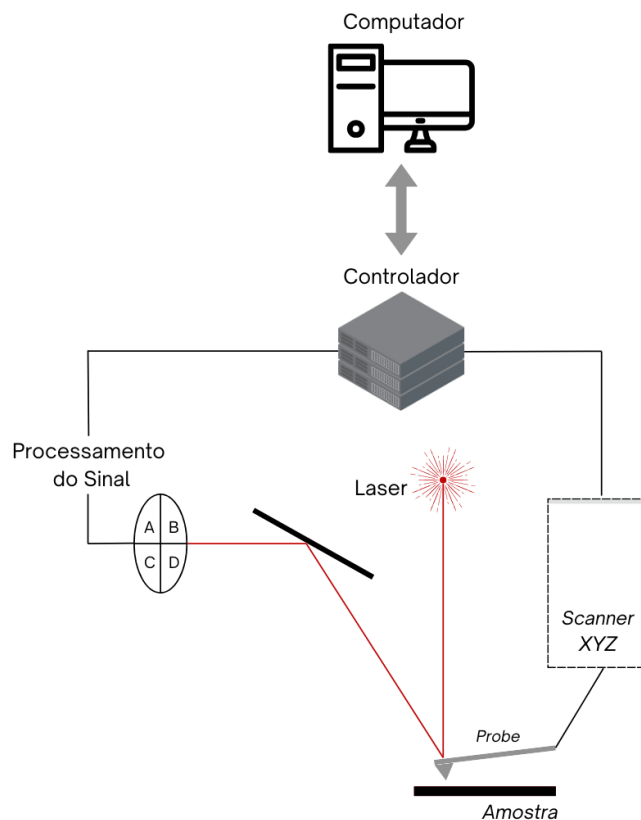 Computador
Controlador
Processamento
do Sinal
Laser
A B
C D
Scanner
XYZ
Probe
Amostra